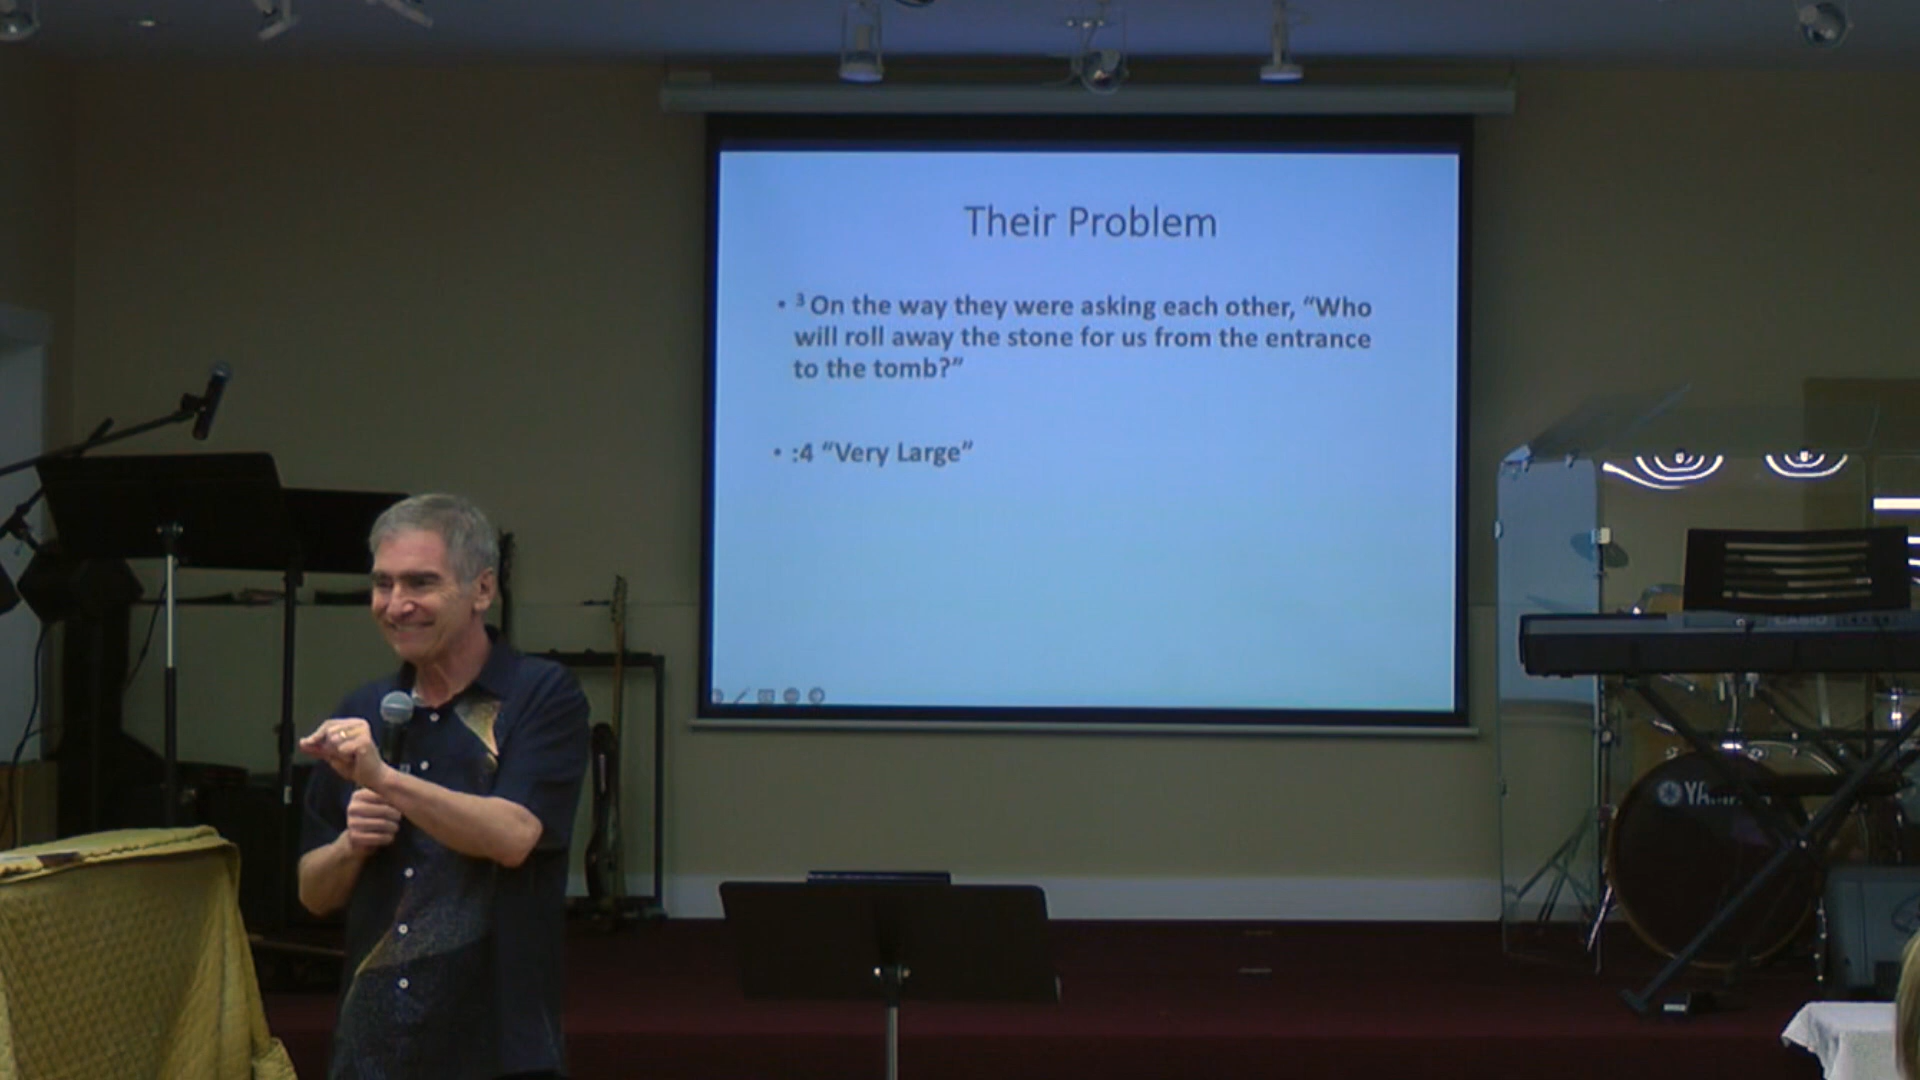 Their Problem
• ³ On the way they were asking each other, “Who
will roll away the stone for us from the entrance
to the tomb?”
• :4 “Very Large”
CASIO